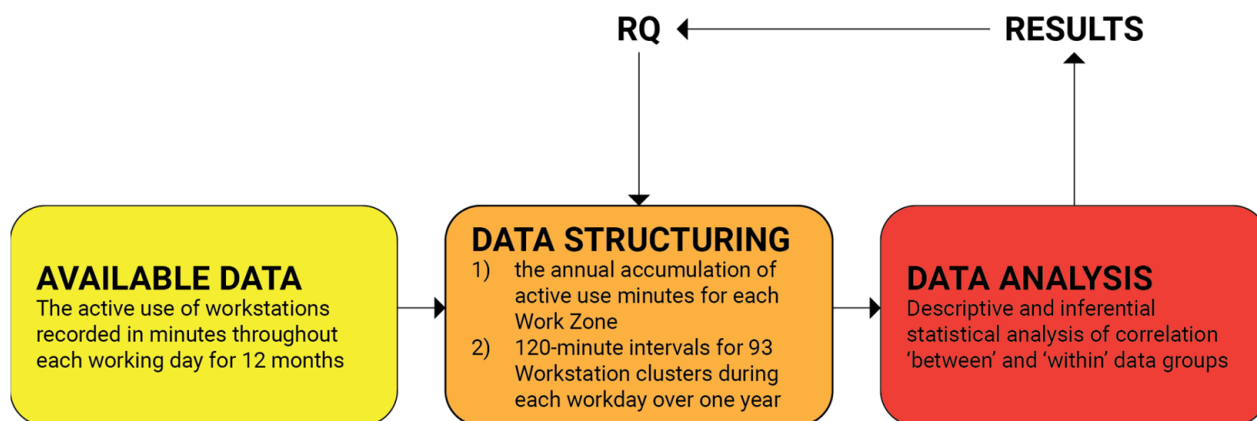 RQ
RESULTS
AVAILABLE DATA
The active use of workstations
recorded in minutes throughout
each working day for 12 months
DATA STRUCTURING
1) the annual accumulation of
active use minutes for each
Work Zone
2) 120-minute intervals for 93
Workstation clusters during
each workday over one year
DATA ANALYSIS
Descriptive and inferential
statistical analysis of correlation
‘between’ and ‘within’ data groups